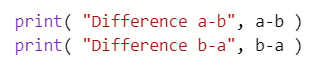 print( "Difference a-b", a-b )
print( "Difference b-a", b-a )